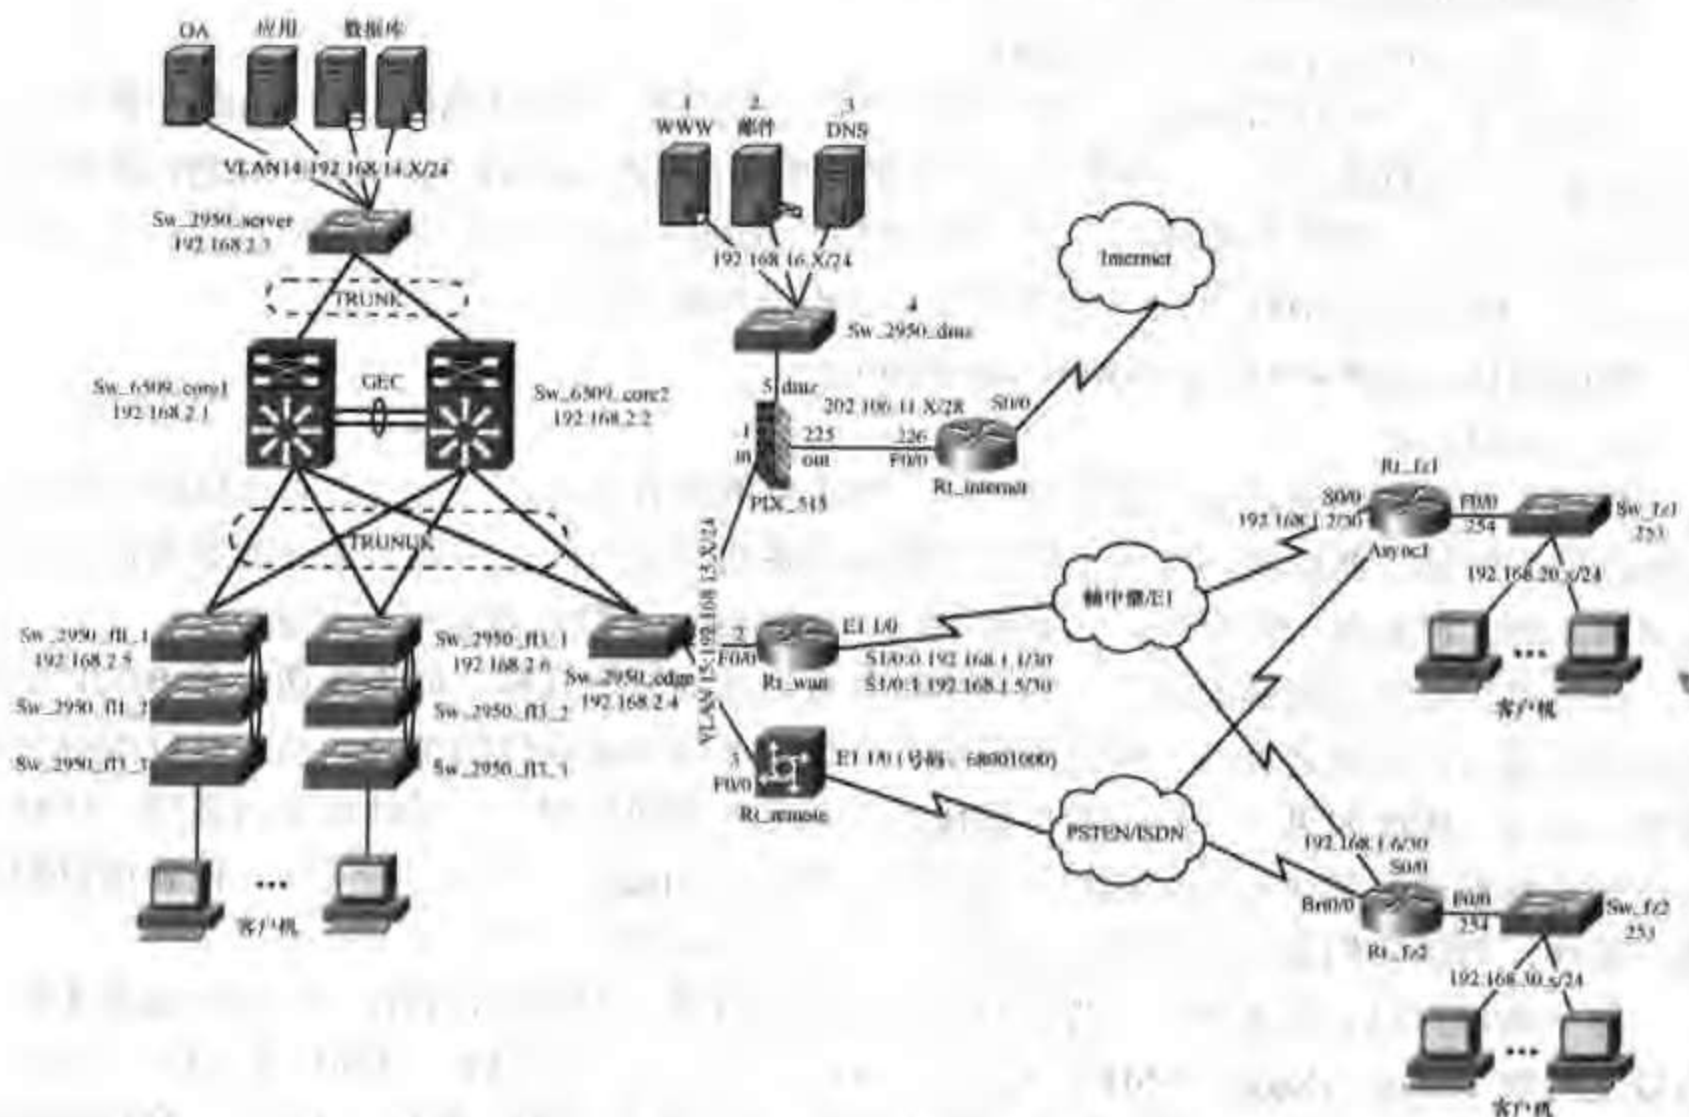 OA 应用 数据库
VLAN14:192.168.14.X/24
Sw_2950_server
192.168.2.3
TRUNK
Sw_6509_core1
192.168.2.1
GEC
Sw_6509_core2
192.168.2.2
TRUNUK
Sw_2950_fl1_1
192.168.2.5
Sw_2950_fl1_2
Sw_2950_fl1_3
Sw_2950_fl3_1
192.168.2.6
Sw_2950_fl3_2
Sw_2950_fl3_3
Sw_2950_edge
192.168.2.4
...
客户机
1 2 3
WWW 邮件 DNS
192.168.16.X/24
4
Sw_2950_dmz
5 dmz
.1
in
225
out
PIX_515
202.106.11.X/28
226
F0/0
S0/0
Rt_internet
Internet
VLAN 15:192.168.15.X/24
2
F0/0
Rt_wan
E1 1/0
S1/0:0 192.168.1.1/30
S1/0:1 192.168.1.5/30
3
F0/0
Rt_remote
E1 1/0 (号码:68001000)
帧中继/E1
PSTEN/ISDN
Rt_fz1
S0/0
192.168.1.2/30
Async1
F0/0
254
Sw_fz1
253
192.168.20.x/24
...
客户机
192.168.1.6/30
S0/0
Bri0/0
Rt_fz2
F0/0
254
Sw_fz2
253
192.168.30.x/24
...
客户机